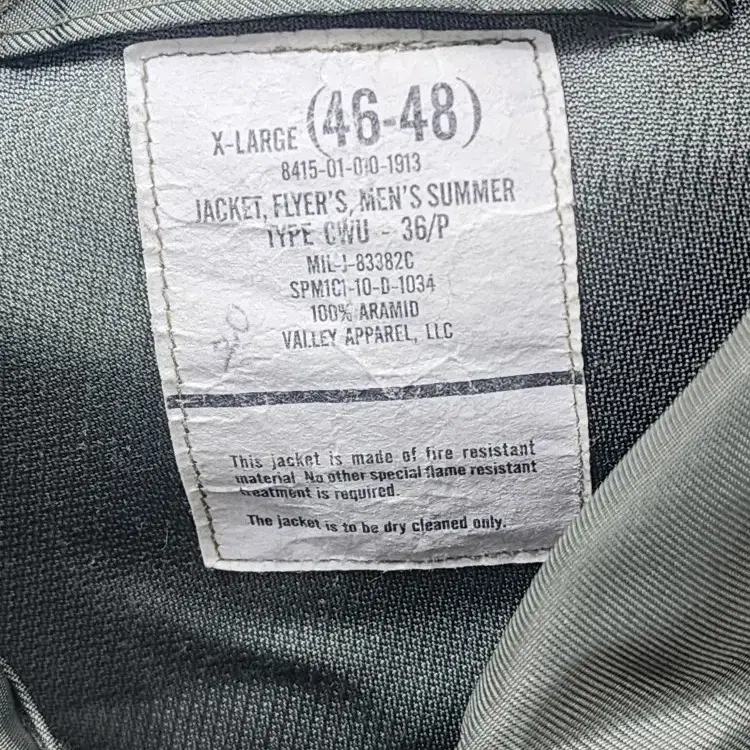 X-LARGE (46-48)
8415-01-010-1913
JACKET, FLYER'S, MEN'S SUMMER
TYPE CWU - 36/P
MIL-J-83382C
SPM1C1-10-D-1034
100% ARAMID
VALLEY APPAREL, LLC
This jacket is made of fire resistant
material. No other special flame resistant
treatment is required.
The jacket is to be dry cleaned only.